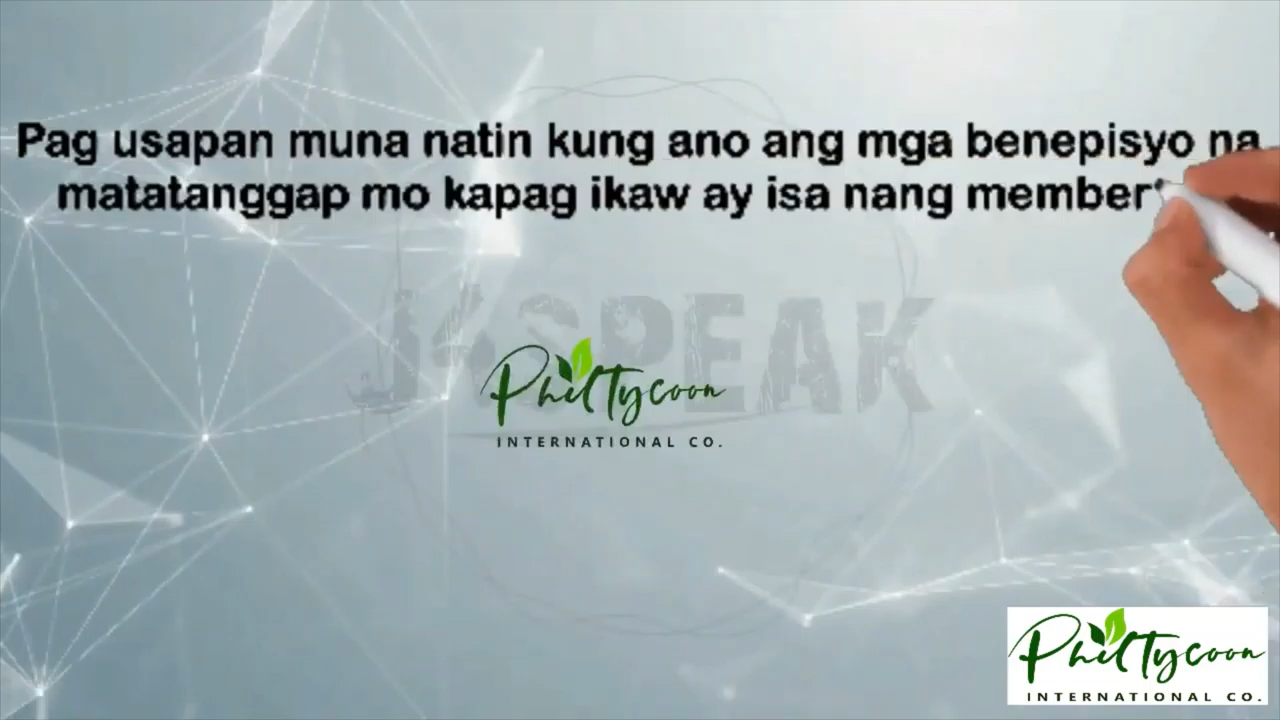 Pag usapan muna natin kung ano ang mga benepisyo na
matatanggap mo kapag ikaw ay isa nang member
SPEAK
PhilTycoon
INTERNATIONAL CO.
PhilTycoon
INTERNATIONAL CO.